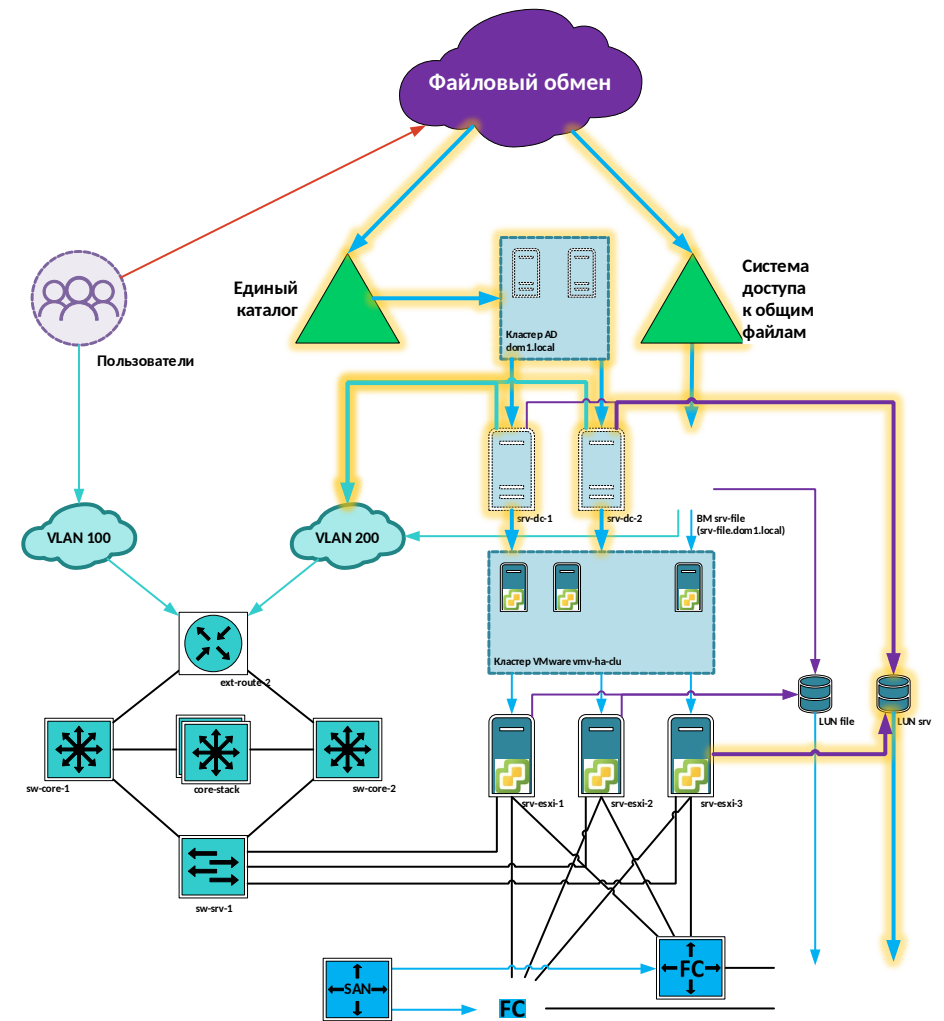 Файловый обмен
Единый
каталог
Система
доступа
к общим
файлам
Кластер AD
dom1.local
Пользователи
srv-dc-1
srv-dc-2
ВМ srv-file
(srv-file.dom1.local)
VLAN 100
VLAN 200
ext-route-2
Кластер VMware vmv-ha-clu
LUN file
LUN srv
sw-core-1
core-stack
sw-core-2
srv-esxi-1
srv-esxi-2
srv-esxi-3
sw-srv-1
FC
SAN
FC